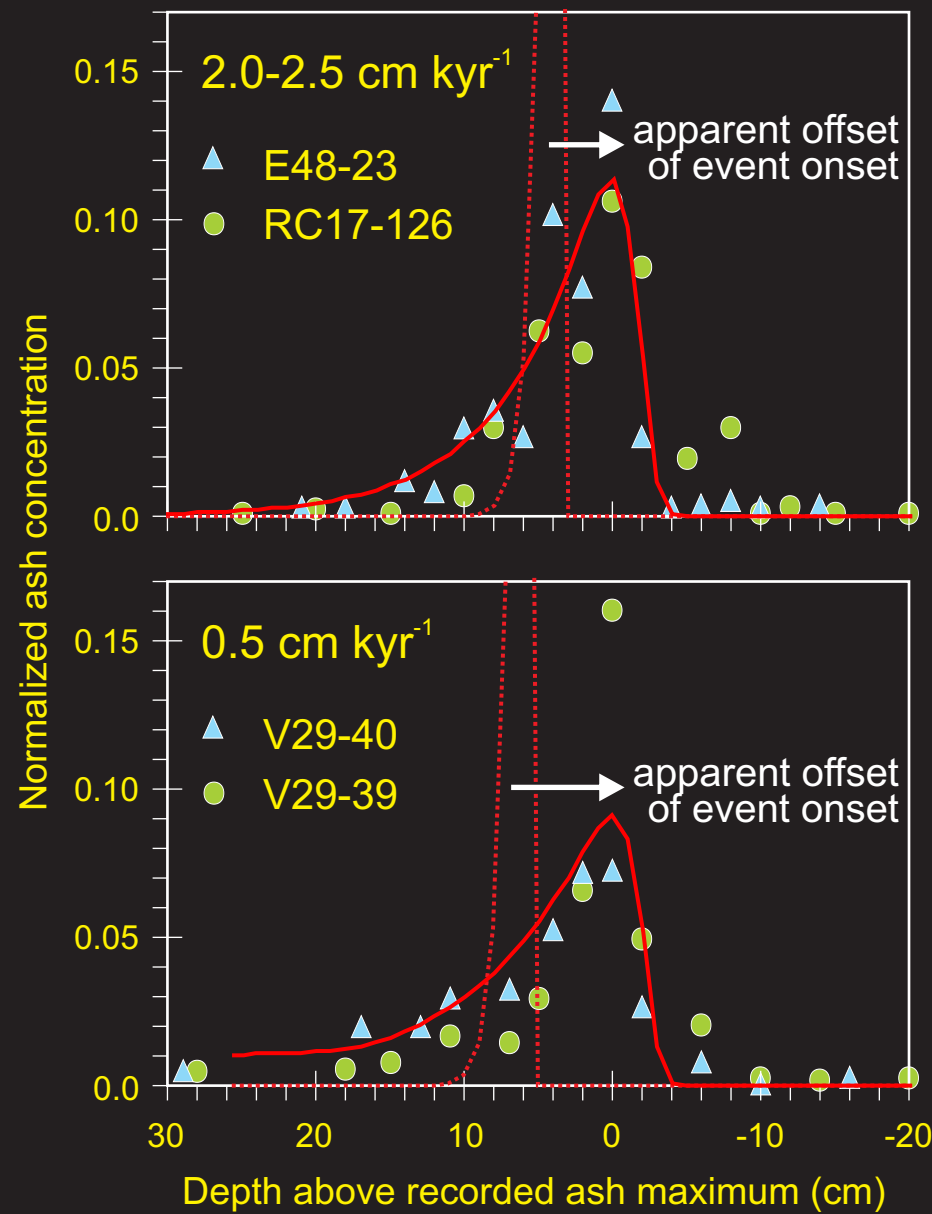 Normalized ash concentration
0.15
0.10
0.05
0.0
2.0-2.5 cm kyr⁻¹
E48-23
RC17-126
apparent offset
of event onset
0.15
0.10
0.05
0.0
0.5 cm kyr⁻¹
V29-40
V29-39
apparent offset
of event onset
30 20 10 0 -10 -20
Depth above recorded ash maximum (cm)